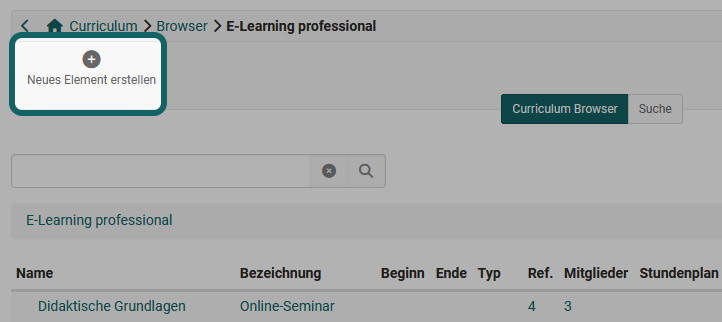 Curriculum Browser E-Learning professional
Neues Element erstellen
Curriculum Browser Suche
E-Learning professional
Name Bezeichnung Beginn Ende Typ Ref. Mitglieder Stundenplan
Didaktische Grundlagen Online-Seminar 4 3